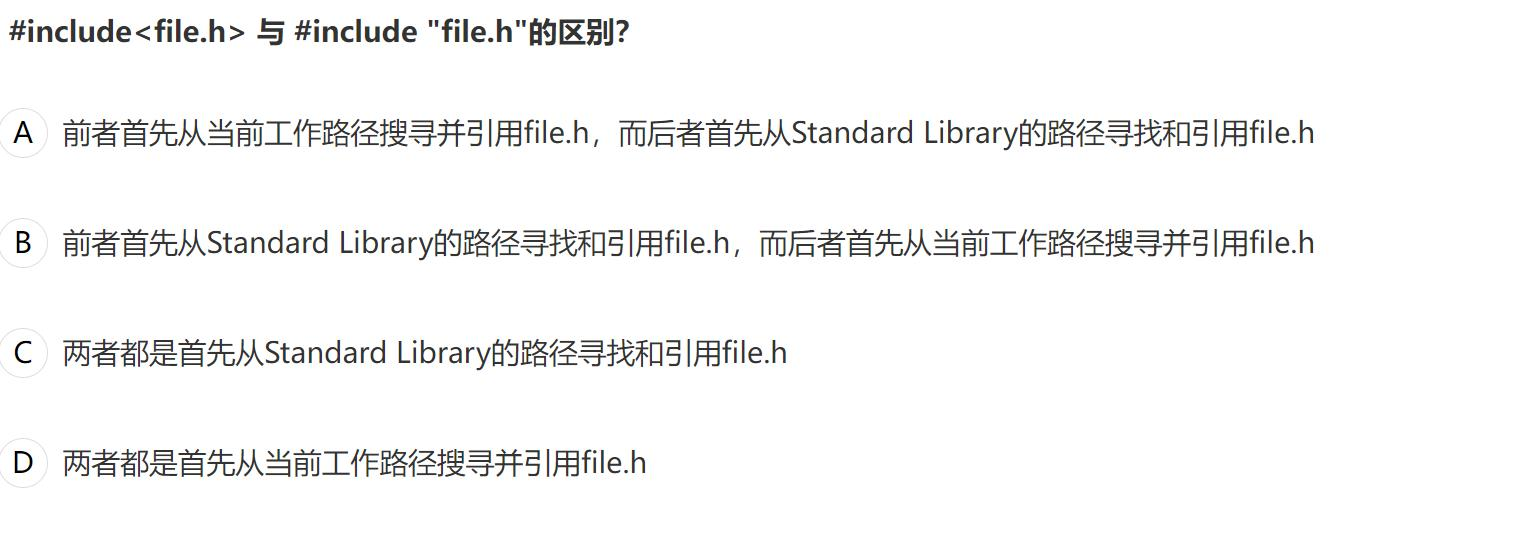 #include<file.h> 与 #include "file.h"的区别？
A 前者首先从当前工作路径搜寻并引用file.h，而后者首先从Standard Library的路径寻找和引用file.h
B 前者首先从Standard Library的路径寻找和引用file.h，而后者首先从当前工作路径搜寻并引用file.h
C 两者都是首先从Standard Library的路径寻找和引用file.h
D 两者都是首先从当前工作路径搜寻并引用file.h